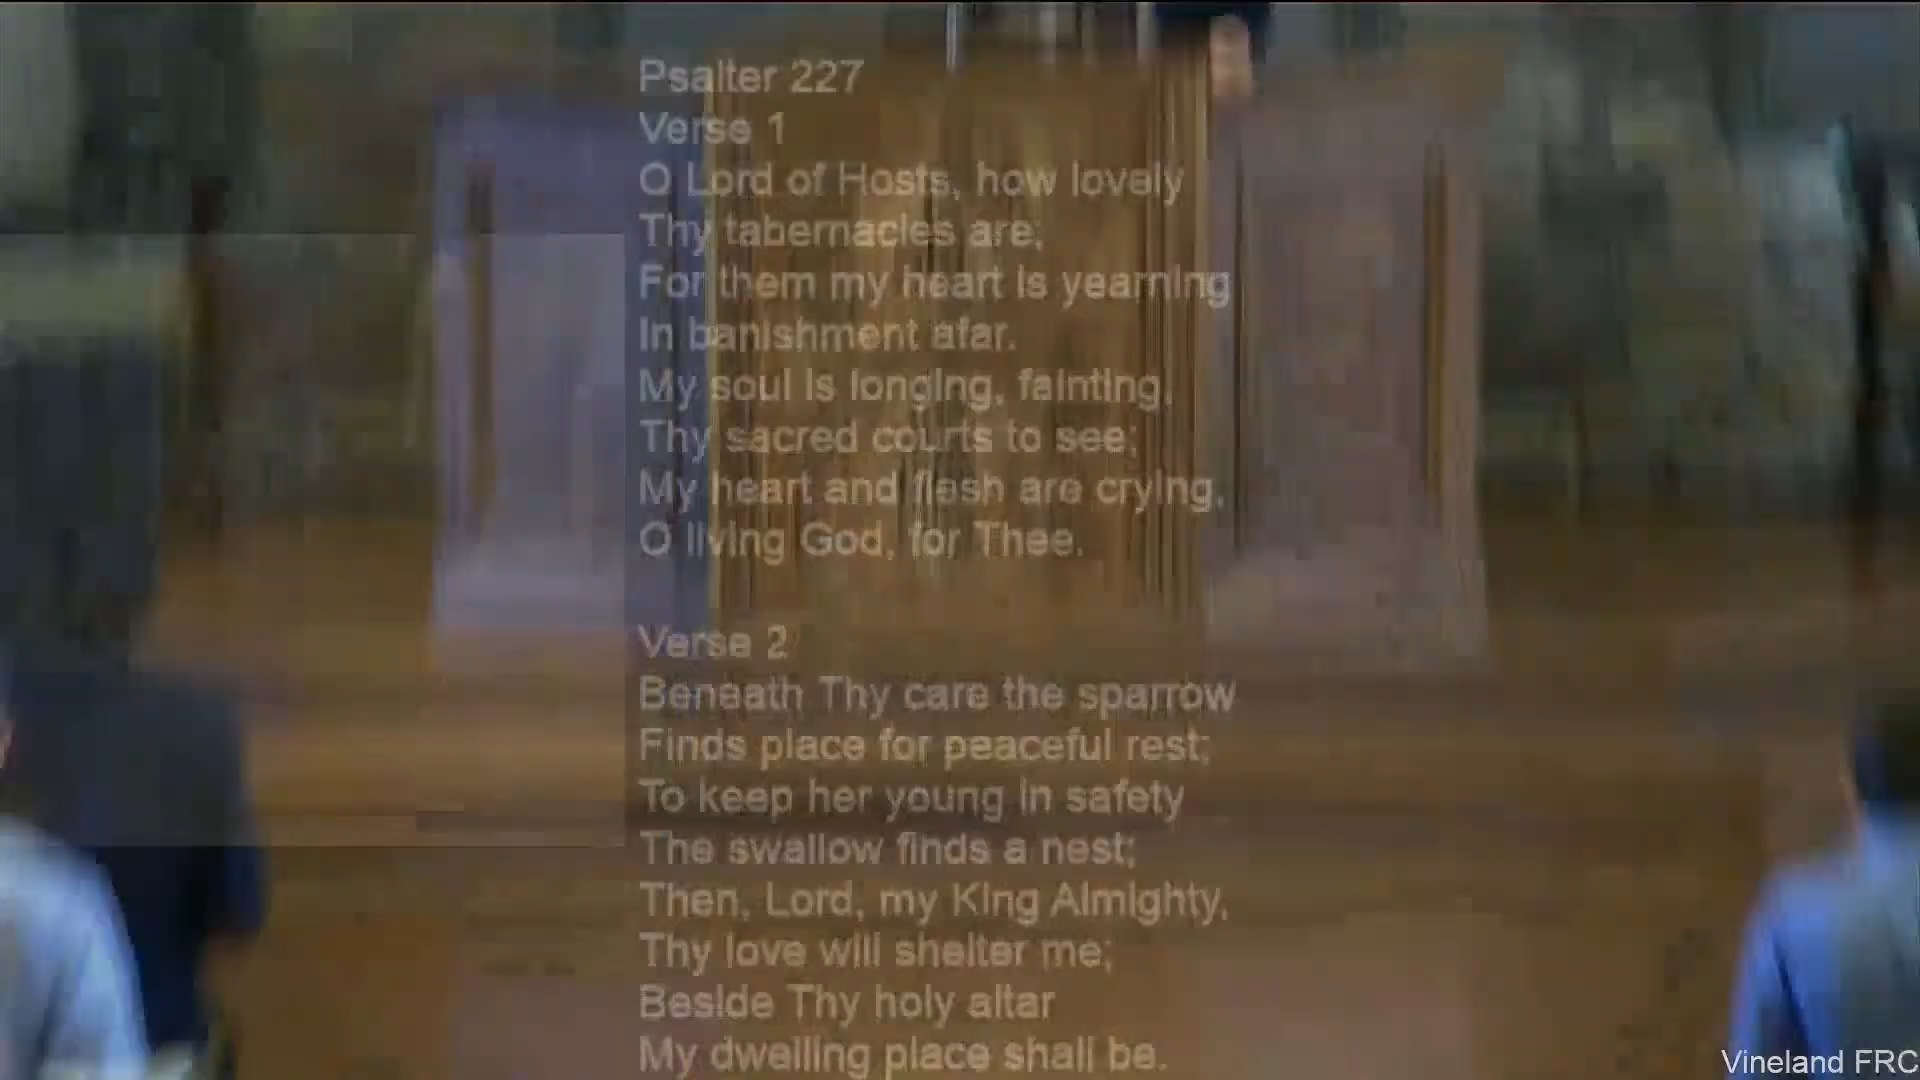 Psalter 227
Verse 1
O Lord of Hosts, how lovely
Thy tabernacles are;
For them my heart is yearning
In banishment afar.
My soul is longing, fainting,
Thy sacred courts to see;
My heart and flesh are crying,
O living God, for Thee.
Verse 2
Beneath Thy care the sparrow
Finds place for peaceful rest;
To keep her young in safety
The swallow finds a nest;
Then, Lord, my King Almighty,
Thy love will shelter me;
Beside Thy holy altar
My dwelling place shall be.
Vineland FRC